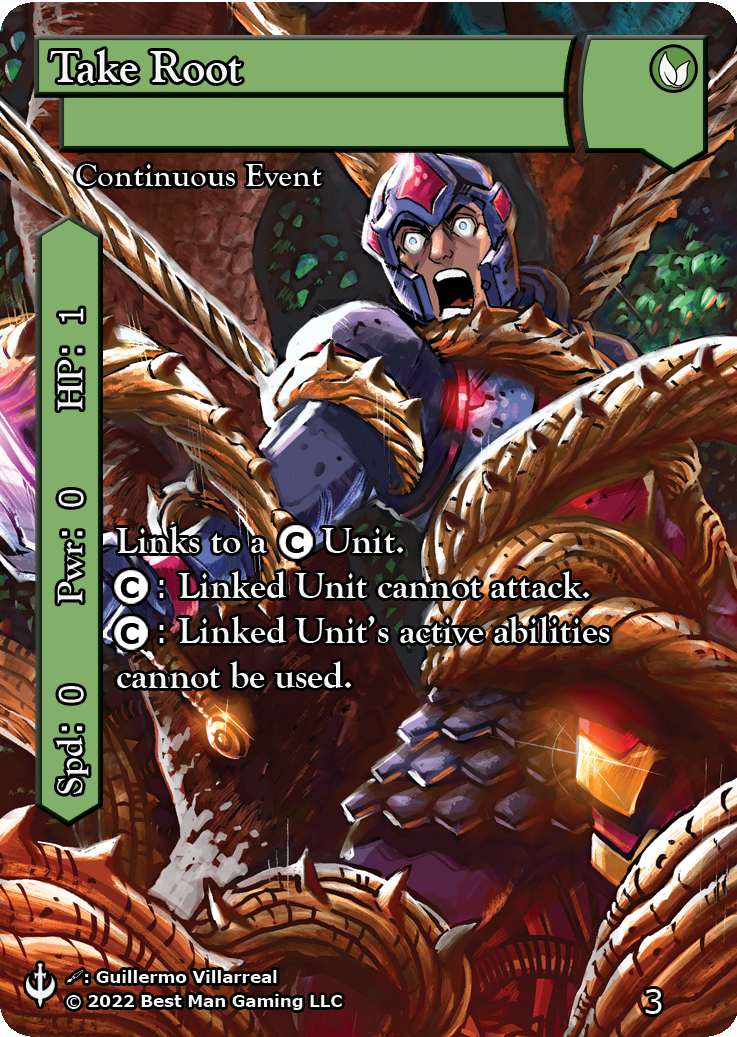 Take Root
Continuous Event
HP: 1
Pwr: 0
Spd: 0
Links to a C Unit.
C : Linked Unit cannot attack.
C : Linked Unit's active abilities
cannot be used.
: Guillermo Villarreal
© 2022 Best Man Gaming LLC
3